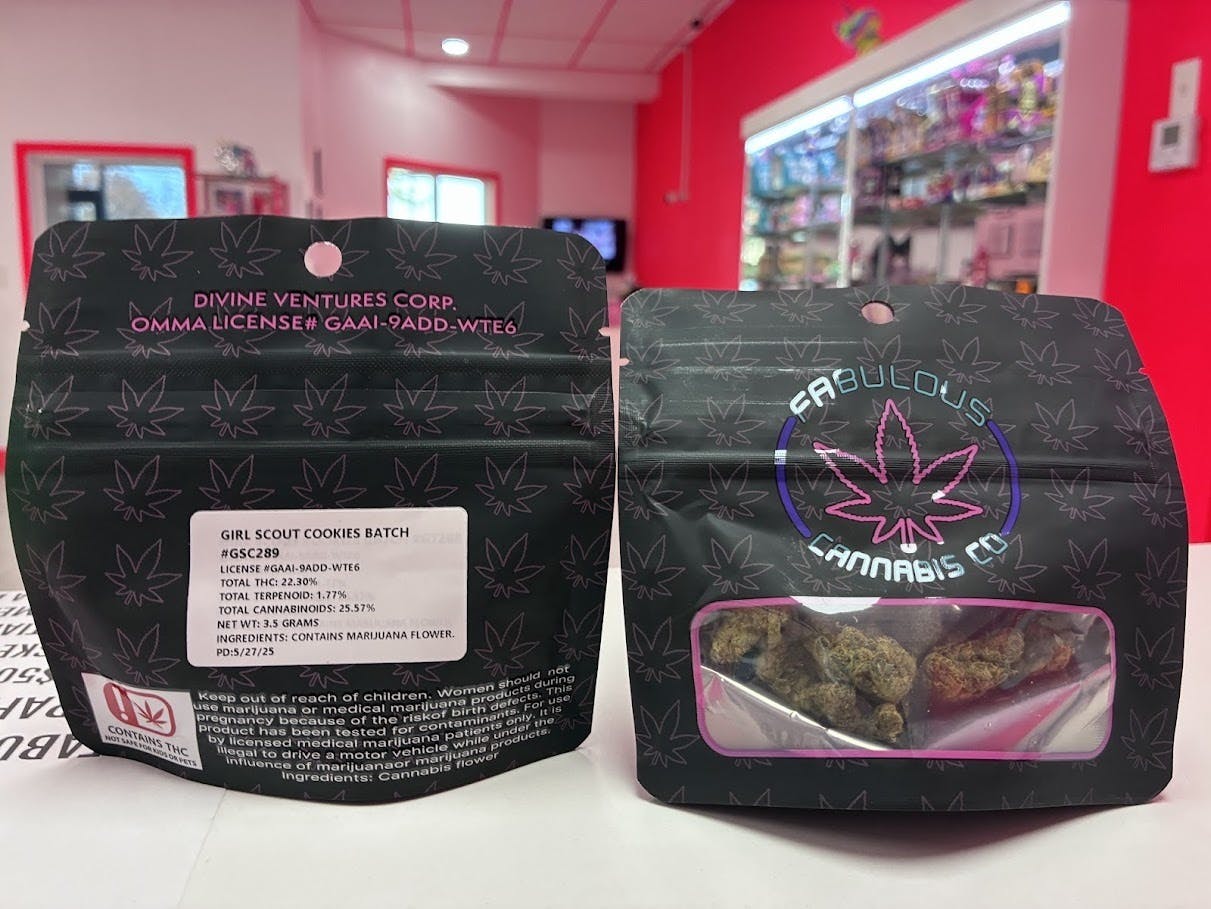 DIVINE VENTURES CORP.
OMMA LICENSE# GAAI-9ADD-WTE6
GIRL SCOUT COOKIES BATCH
#GSC289
LICENSE #GAAI-9ADD-WTE6
TOTAL THC: 22.30%
TOTAL TERPENOID: 1.77%
TOTAL CANNABINOIDS: 25.57%
NET WT: 3.5 GRAMS
INGREDIENTS: CONTAINS MARIJUANA FLOWER.
PD:5/27/25
CONTAINS THC
NOT SAFE FOR KIDS OR PETS
Keep out of reach of children. Women should not
use marijuana or medical marijuana products during
pregnancy because of the riskof birth defects. This
product has been tested for contaminants. For use
by licensed medical marijuana patients only. It is
illegal to drive a motor vehicle while under the
influence of marijuanaor marijuana products.
Ingredients: Cannabis flower
FABULOUS
CANNABIS CO